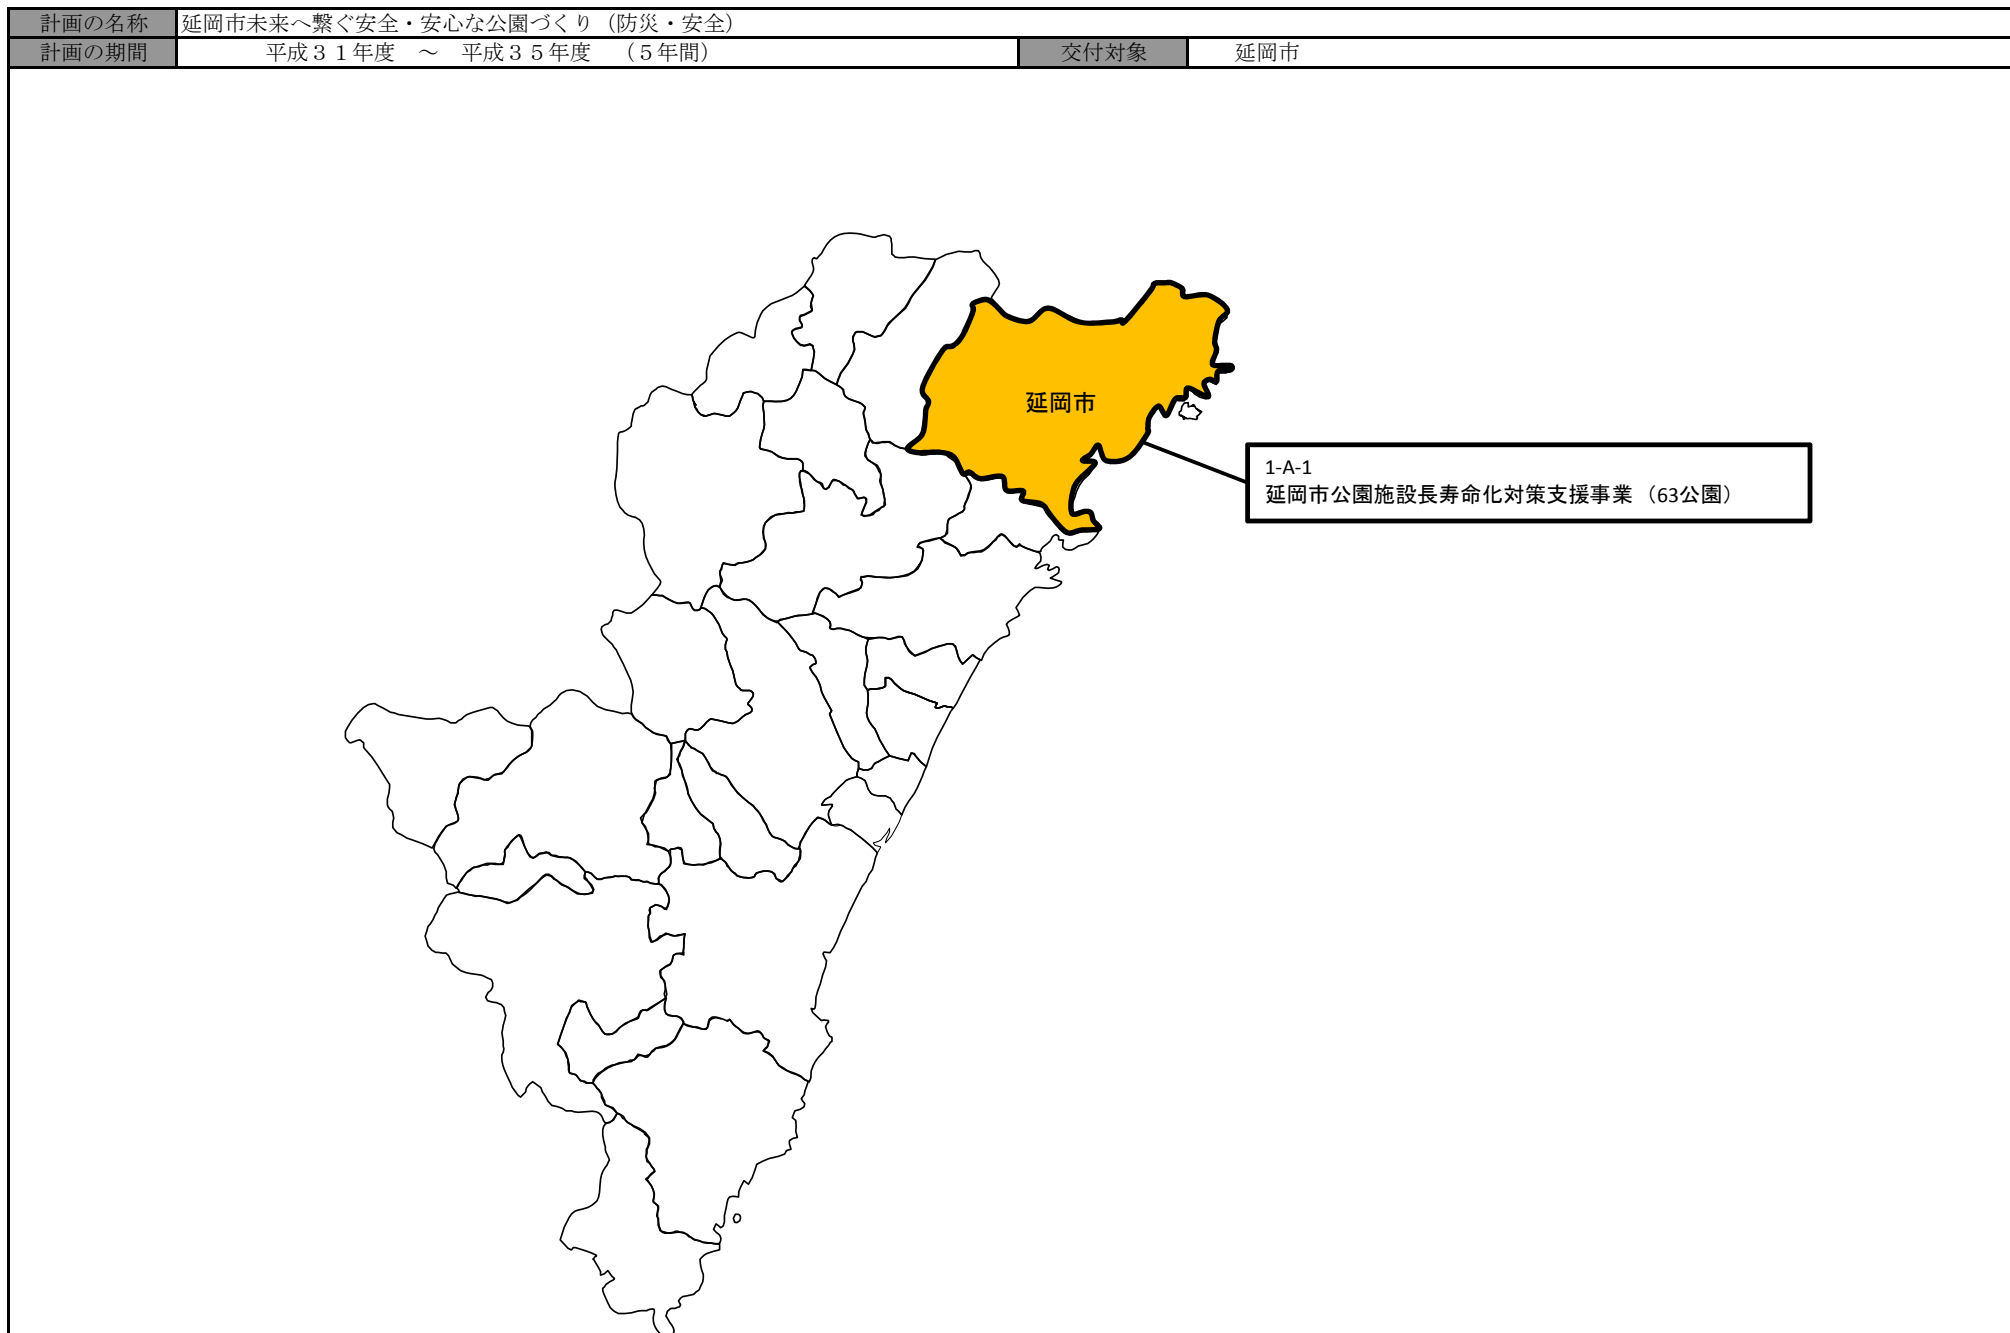 計画の名称 延岡市未来へ繋ぐ安全・安心な公園づくり（防災・安全）
計画の期間 平成３１年度 ～ 平成３５年度 （５年間） 交付対象 延岡市
延岡市
1-A-1
延岡市公園施設長寿命化対策支援事業（63公園）